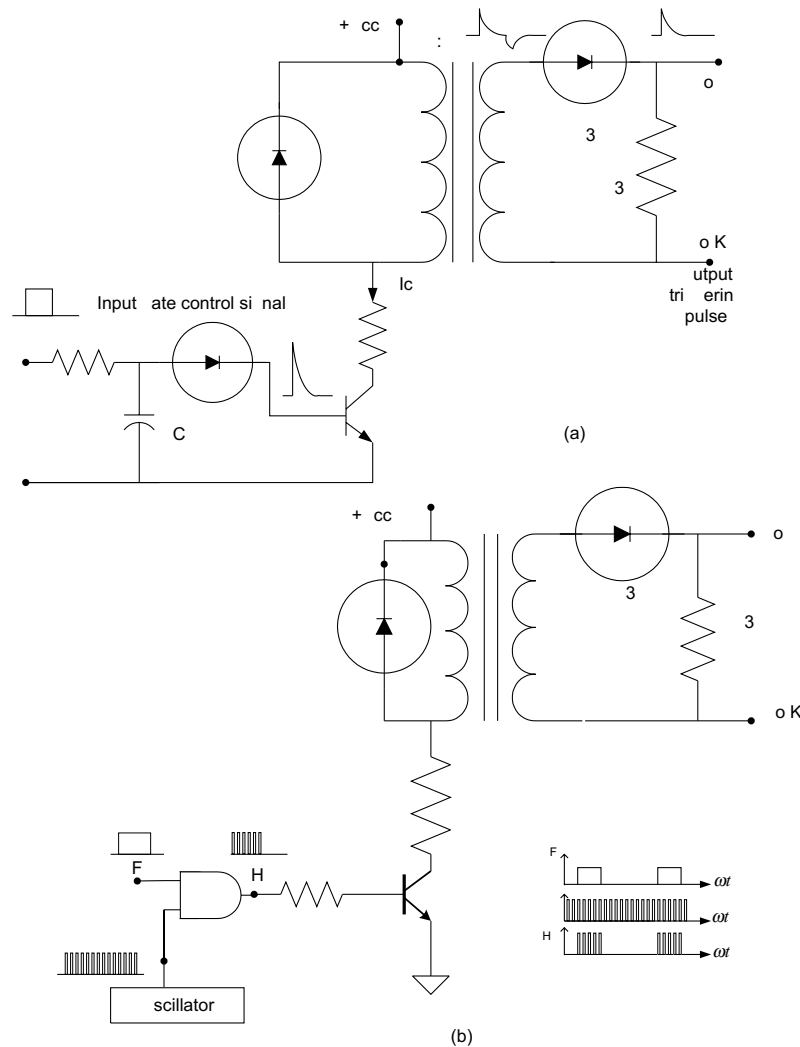 + cc
:
o
3
3
o K
utput
tri erin
pulse
Ic
Input ate control si nal
C
(a)
+ cc
o
3
3
o K
F
H
F
ωt
ωt
H
ωt
scillator
(b)